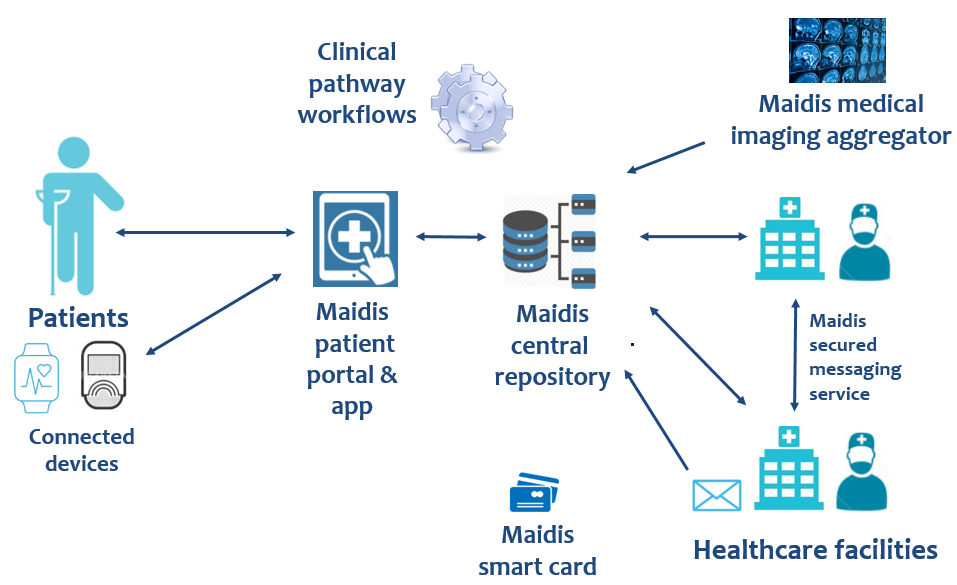 Clinical
pathway
workflows
Maidis medical
imaging aggregator
Patients
Connected
devices
Maidis
patient
portal &
app
Maidis
central
repository
Maidis
secured
messaging
service
Maidis
smart card
Healthcare facilities